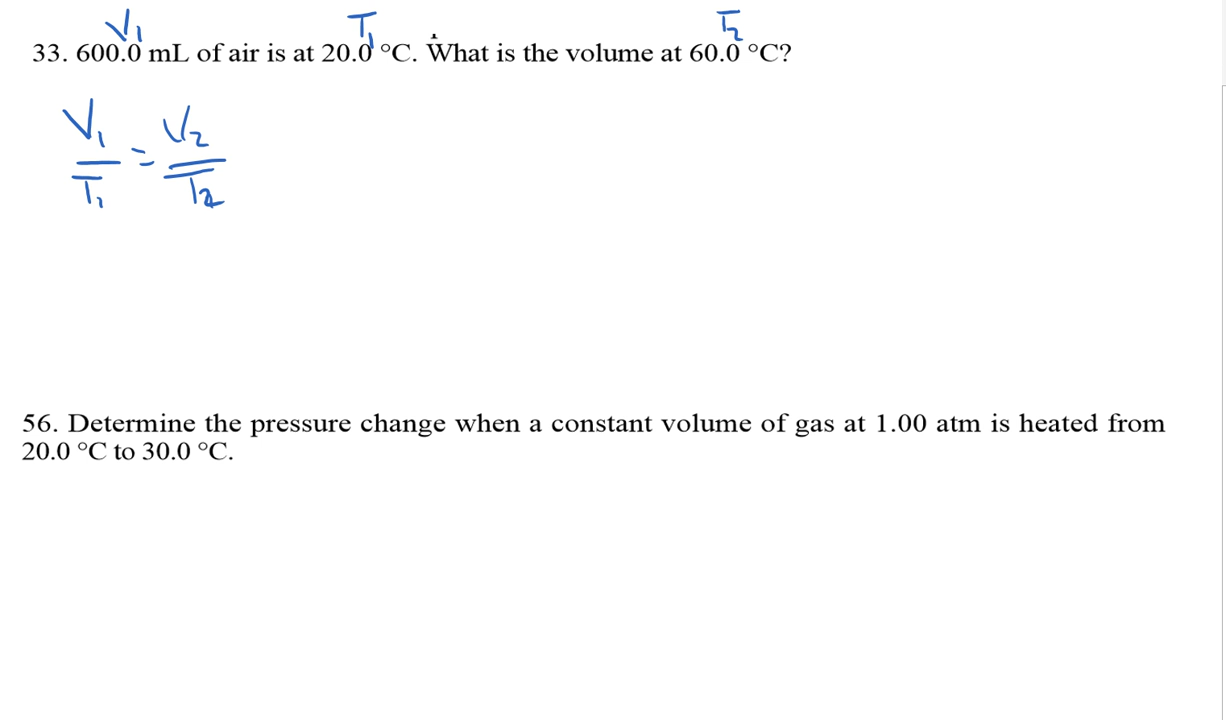 V₁ T₁ T₂
33. 600.0 mL of air is at 20.0 °C. What is the volume at 60.0 °C?
V₁/T₁ = V₂/T₂
56. Determine the pressure change when a constant volume of gas at 1.00 atm is heated from
20.0 °C to 30.0 °C.